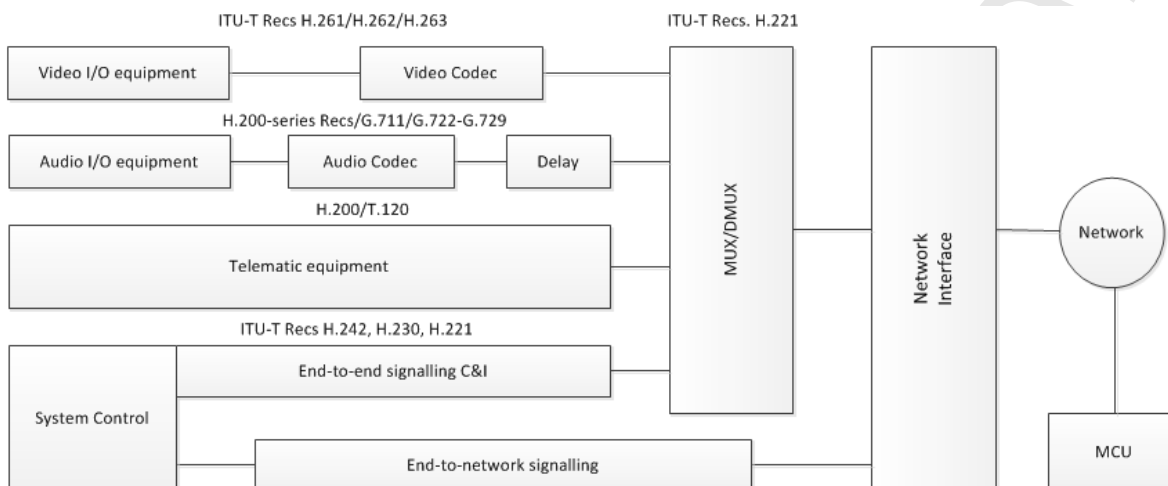 ITU-T Recs H.261/H.262/H.263
ITU-T Recs. H.221
Video I/O equipment
Video Codec
H.200-series Recs/G.711/G.722-G.729
Audio I/O equipment
Audio Codec
Delay
H.200/T.120
Telematic equipment
MUX/DMUX
Network
Interface
Network
ITU-T Recs H.242, H.230, H.221
End-to-end signalling C&I
System Control
End-to-network signalling
MCU